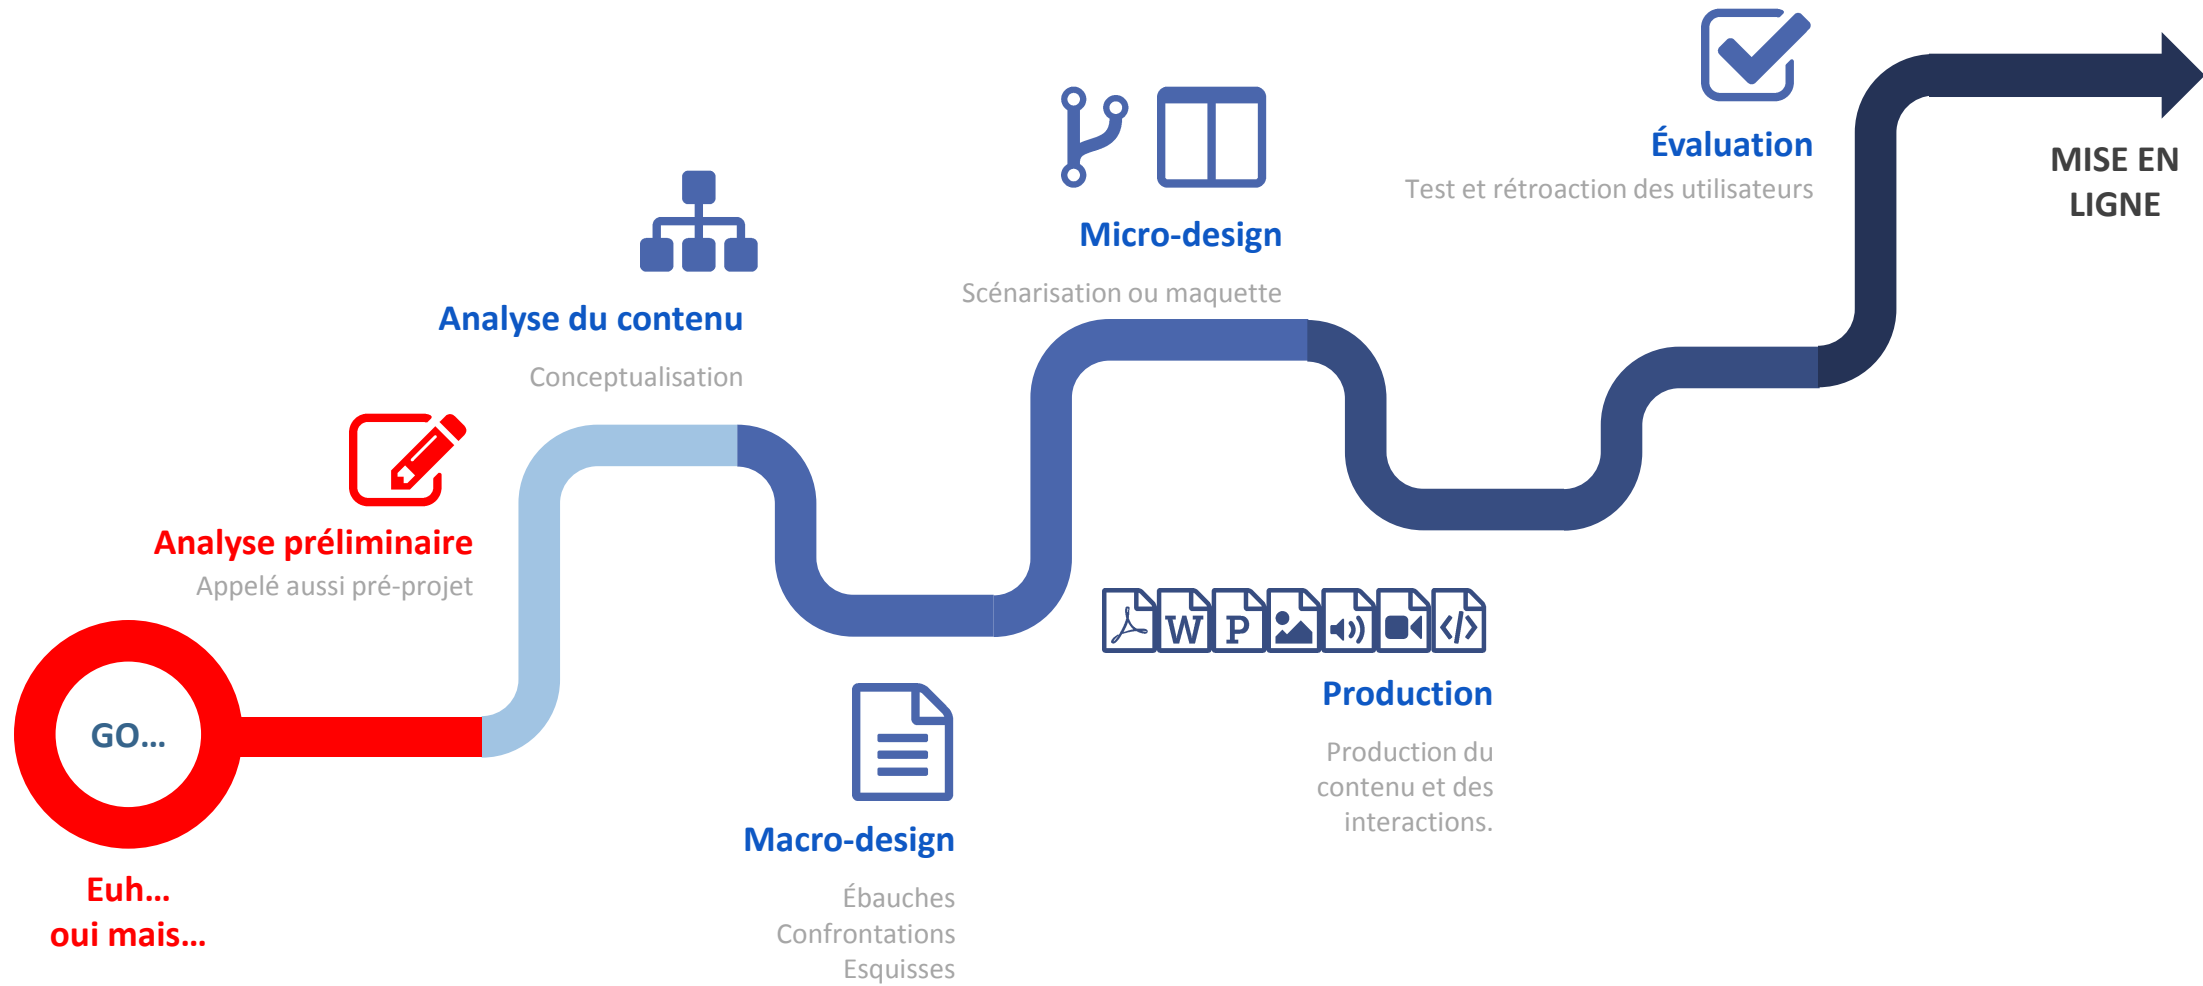 GO...
Euh...
oui mais...
Analyse préliminaire
Appelé aussi pré-projet
Analyse du contenu
Conceptualisation
Macro-design
Ébauches
Confrontations
Esquisses
Micro-design
Scénarisation ou maquette
W
P
</>
Production
Production du
contenu et des
interactions.
Évaluation
Test et rétroaction des utilisateurs
MISE EN
LIGNE